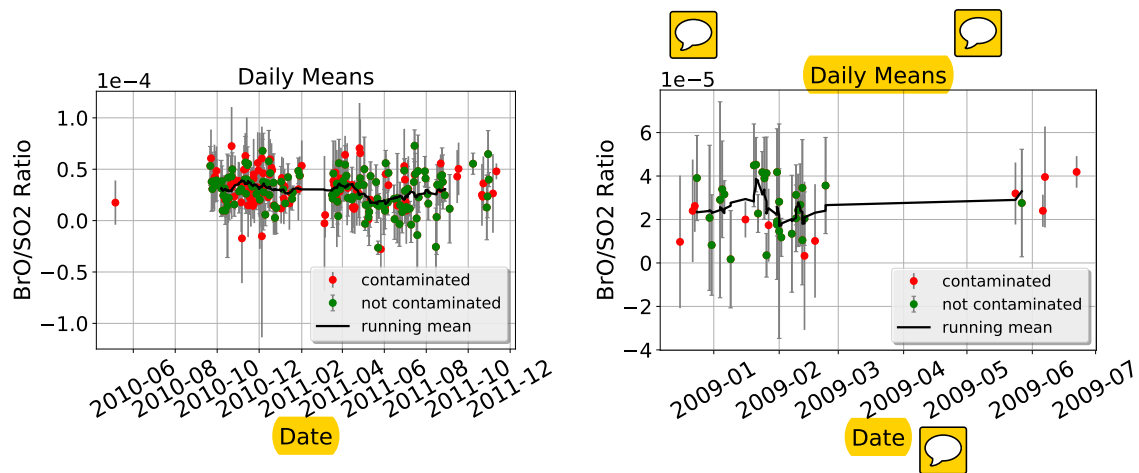 Daily Means
1e−4
1.0
0.5
0.0
−0.5
−1.0
BrO/SO2 Ratio
contaminated
not contaminated
running mean
2010-06
2010-10
2010-12
2011-02
2011-04
2011-06
2011-08
2011-10
2011-12
Date
Daily Means
1e−5
6
4
2
0
−2
−4
BrO/SO2 Ratio
contaminated
not contaminated
running mean
2009-01
2009-02
2009-03
2009-04
2009-05
2009-06
2009-07
Date